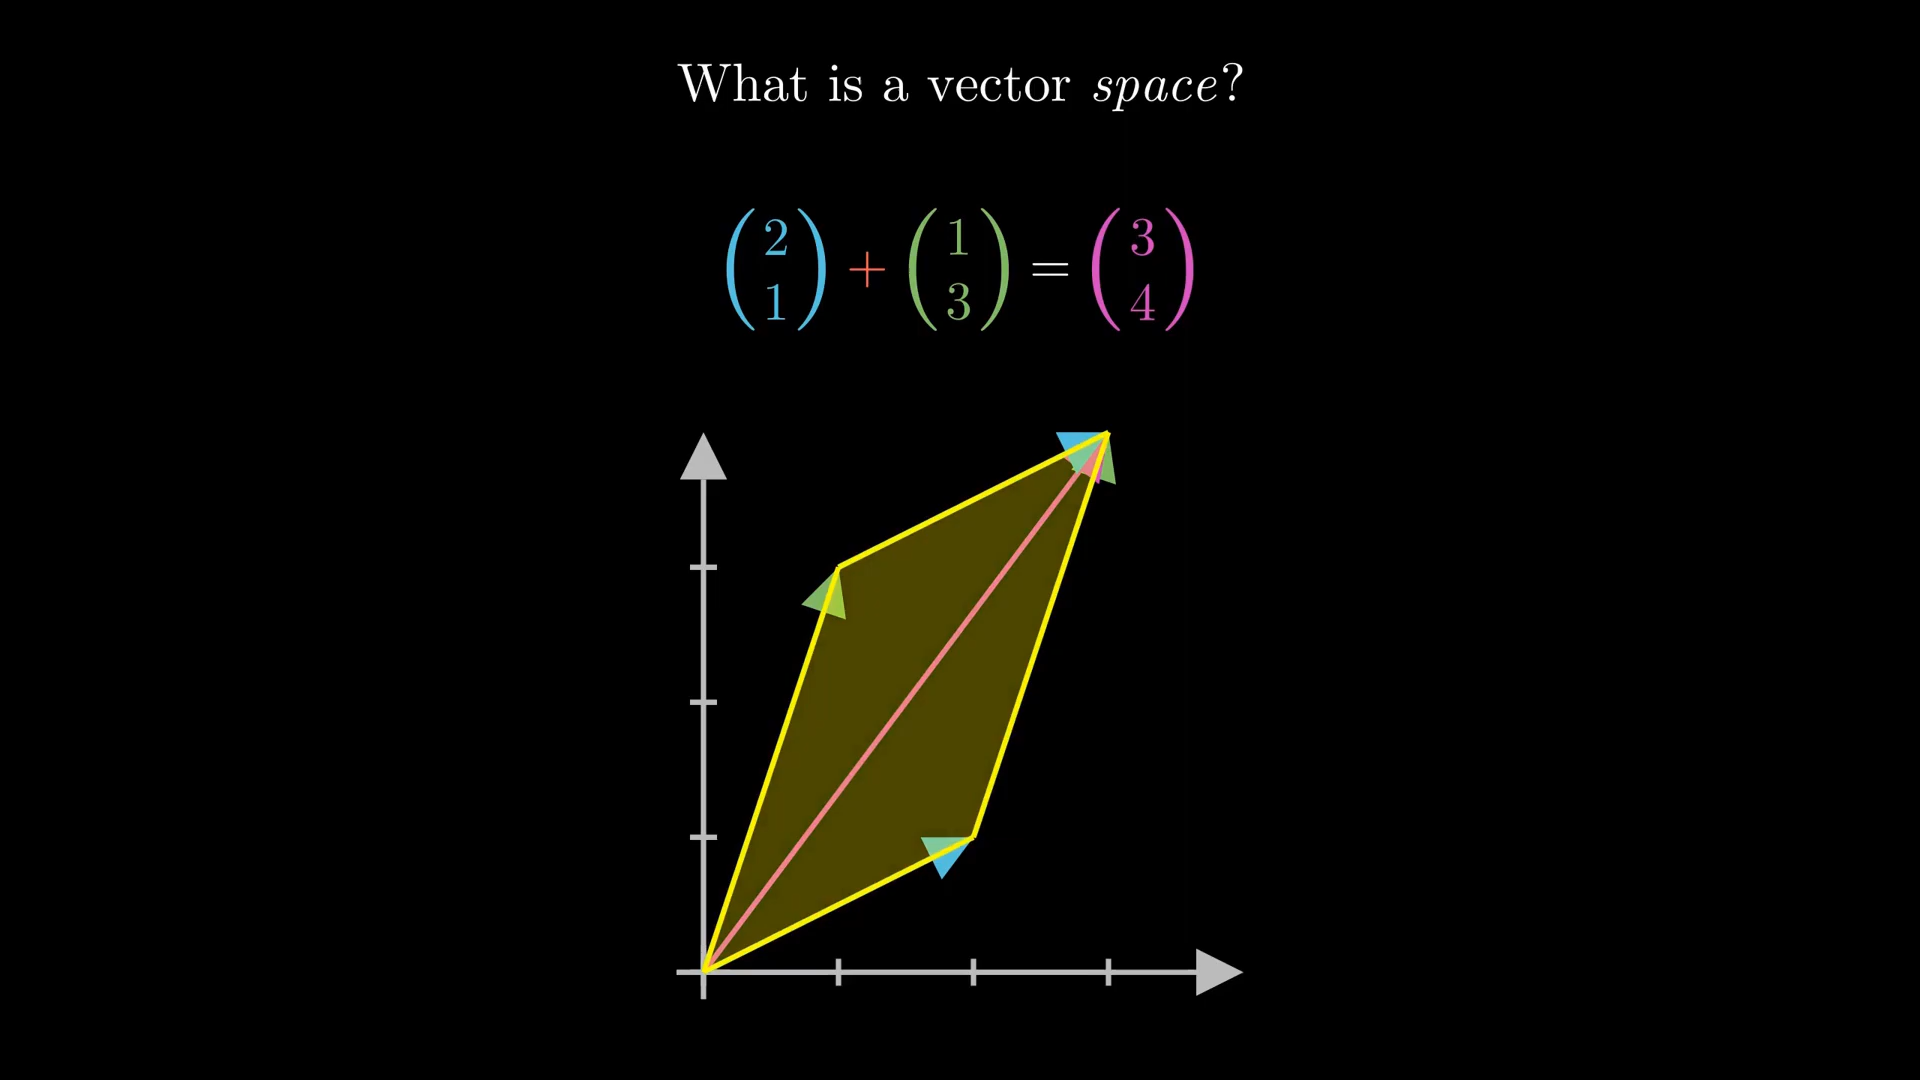 What is a vector space?
(2 1) + (1 3) = (3 4)